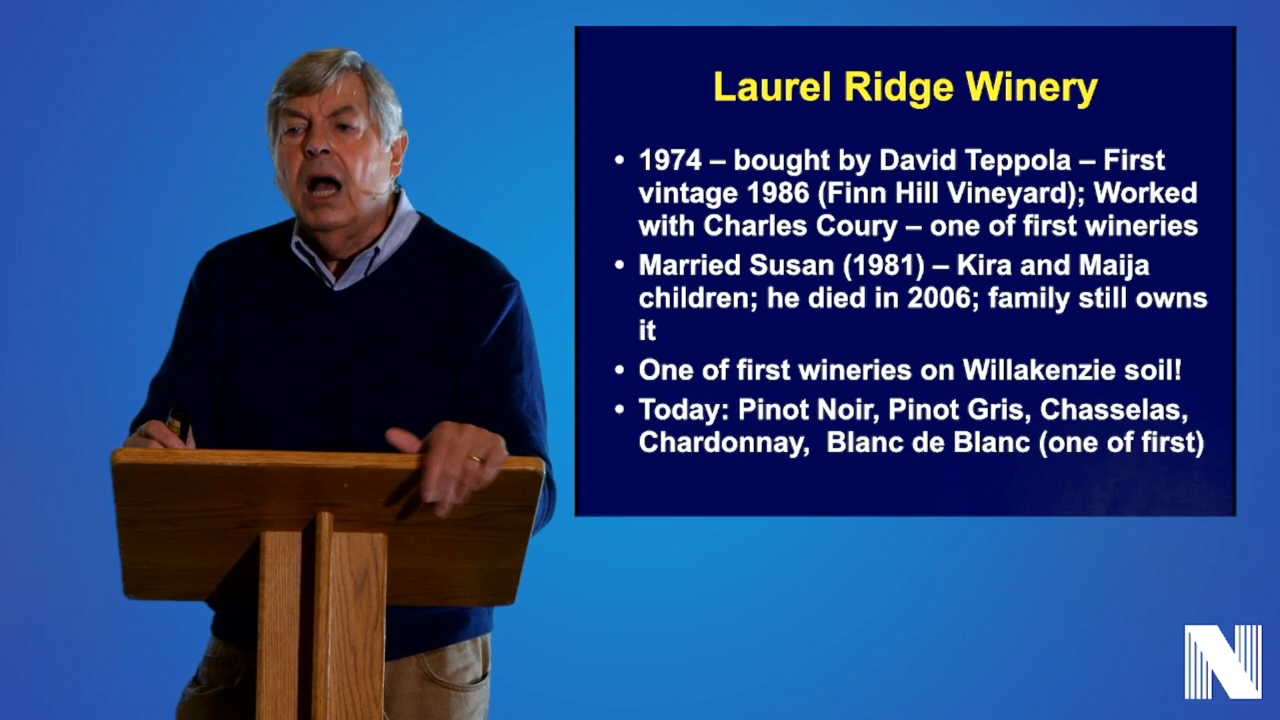 Laurel Ridge Winery
• 1974 – bought by David Teppola – First
vintage 1986 (Finn Hill Vineyard); Worked
with Charles Coury – one of first wineries
• Married Susan (1981) – Kira and Maija
children; he died in 2006; family still owns
it
• One of first wineries on Willakenzie soil!
• Today: Pinot Noir, Pinot Gris, Chasselas,
Chardonnay,  Blanc de Blanc (one of first)
N